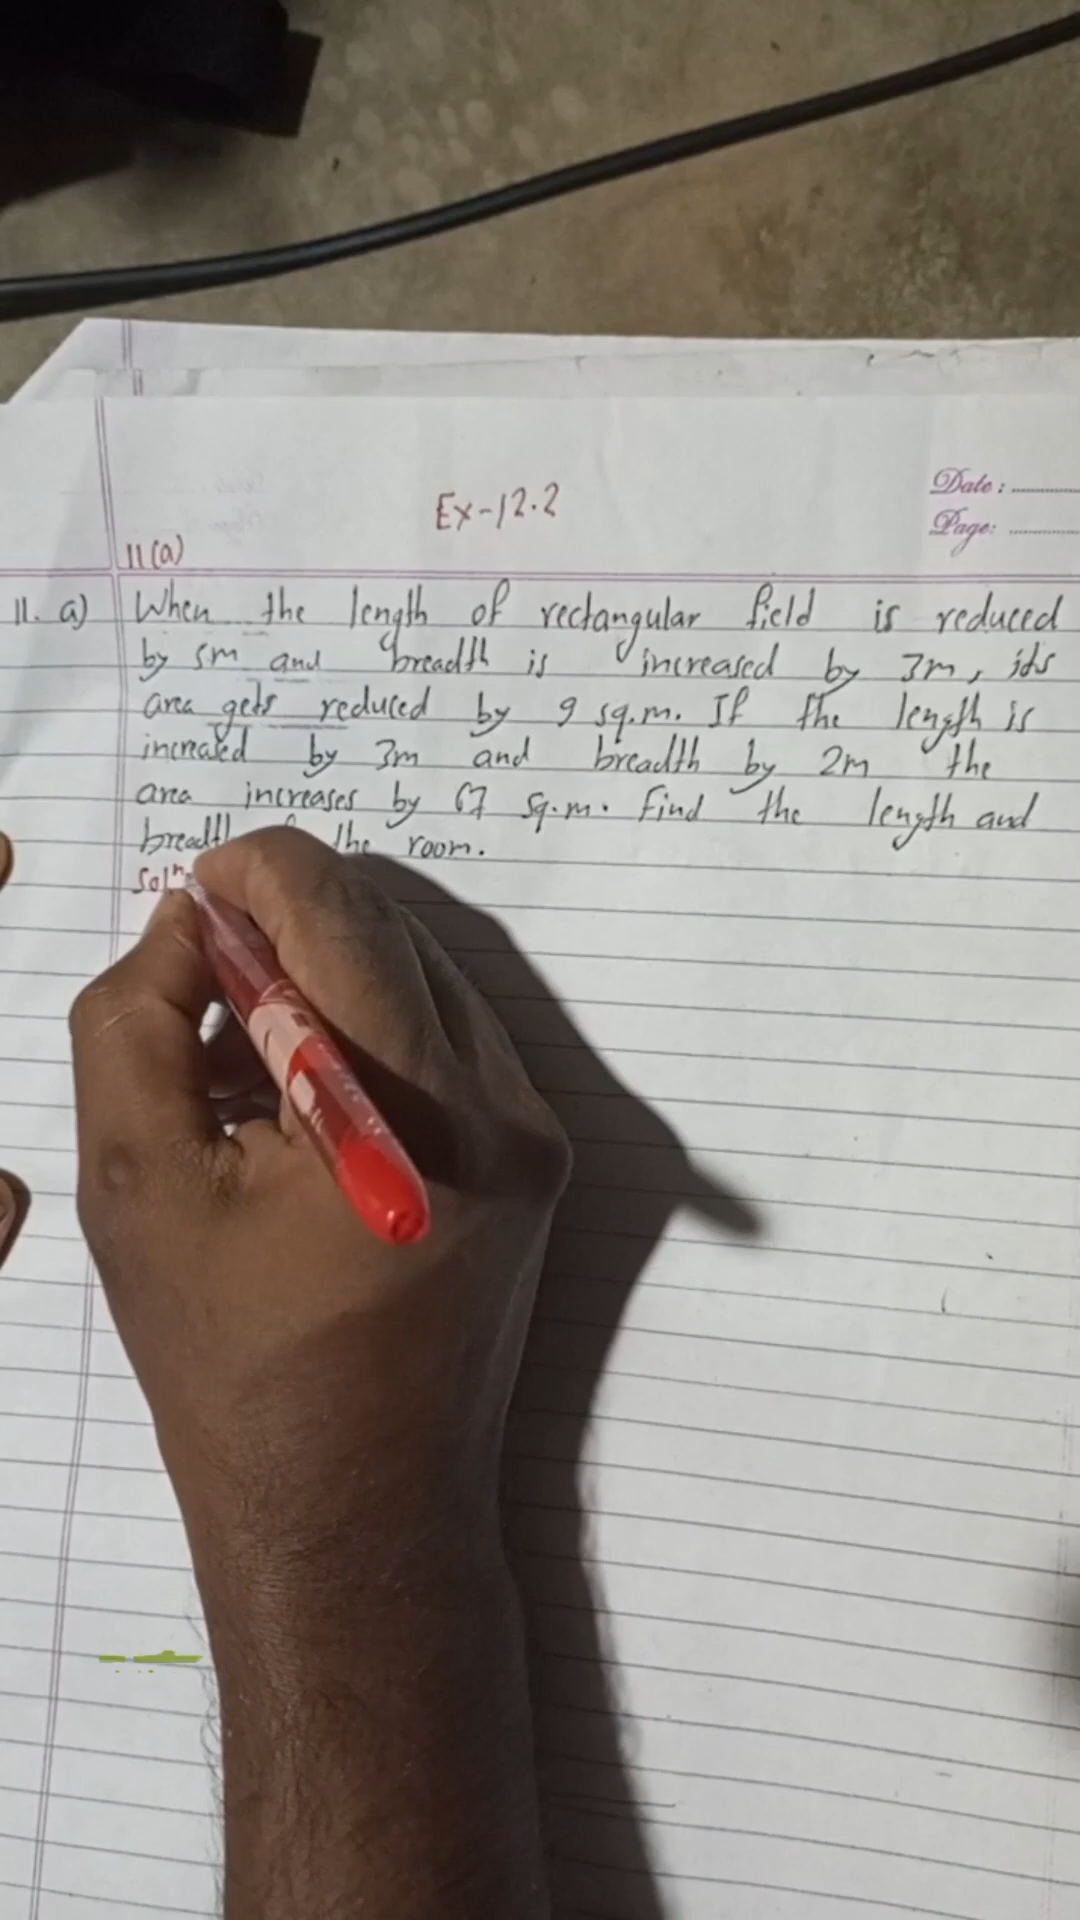 Ex-12.2
Date:
Page:
11(a)
11. a) When the length of rectangular field is reduced
by 5m and breadth is increased by 3m, its
area gets reduced by 9 sq.m. If the length is
increased by 3m and breadth by 2m the
area increases by 67 sq.m. Find the length and
the room.
Solⁿ